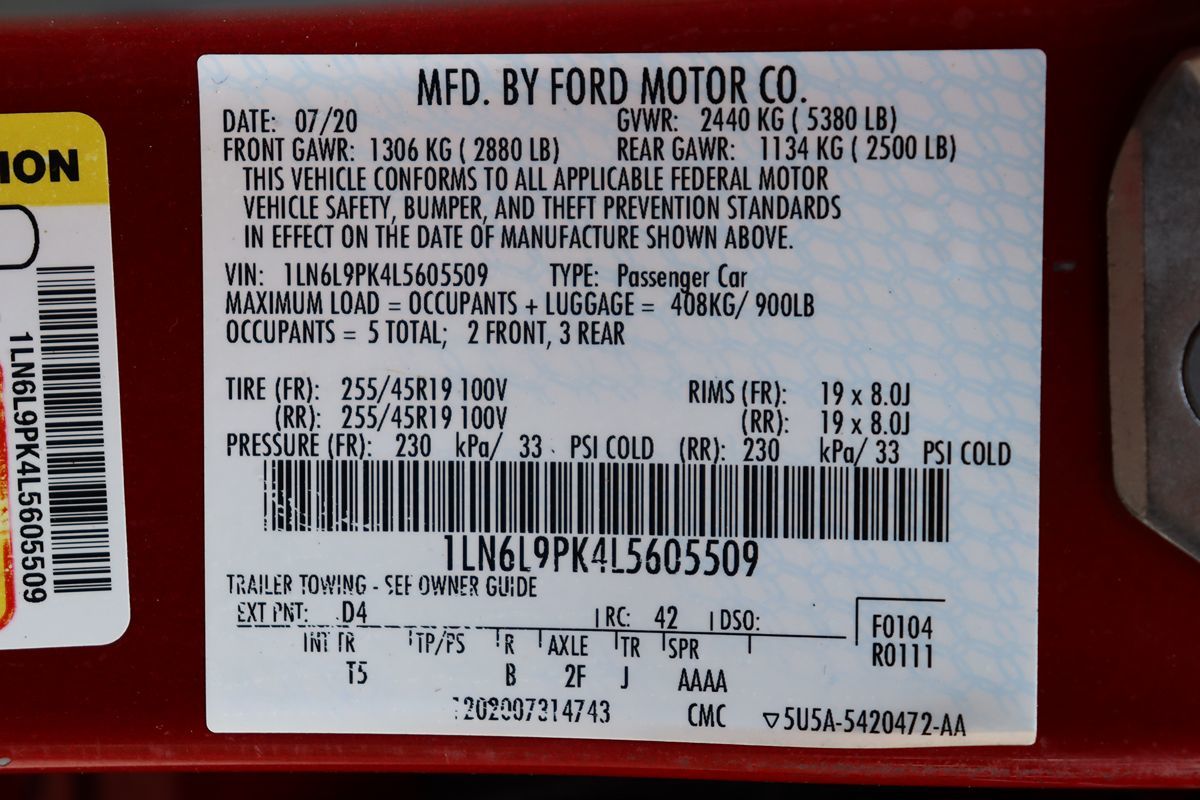 MFD. BY FORD MOTOR CO.
DATE: 07/20 GVWR: 2440 KG ( 5380 LB)
FRONT GAWR: 1306 KG ( 2880 LB) REAR GAWR: 1134 KG ( 2500 LB)
THIS VEHICLE CONFORMS TO ALL APPLICABLE FEDERAL MOTOR
VEHICLE SAFETY, BUMPER, AND THEFT PREVENTION STANDARDS
IN EFFECT ON THE DATE OF MANUFACTURE SHOWN ABOVE.
VIN: 1LN6L9PK4L5605509 TYPE: Passenger Car
MAXIMUM LOAD = OCCUPANTS + LUGGAGE = 408KG/ 900LB
OCCUPANTS = 5 TOTAL; 2 FRONT, 3 REAR
TIRE (FR): 255/45R19 100V RIMS (FR): 19 x 8.0J
(RR): 255/45R19 100V (RR): 19 x 8.0J
PRESSURE (FR): 230 kPa/ 33 PSI COLD (RR): 230 kPa/ 33 PSI COLD
1LN6L9PK4L5605509
TRAILER TOWING - SEE OWNER GUIDE
EXT PNT: D4 RC: 42 DSO:
F0104
R0111
INT TR TP/PS R AXLE TR SPR
T5 B 2F J AAAA
T202007314743 CMC ▽5U5A-5420472-AA
ION
1LN6L9PK4L5605509